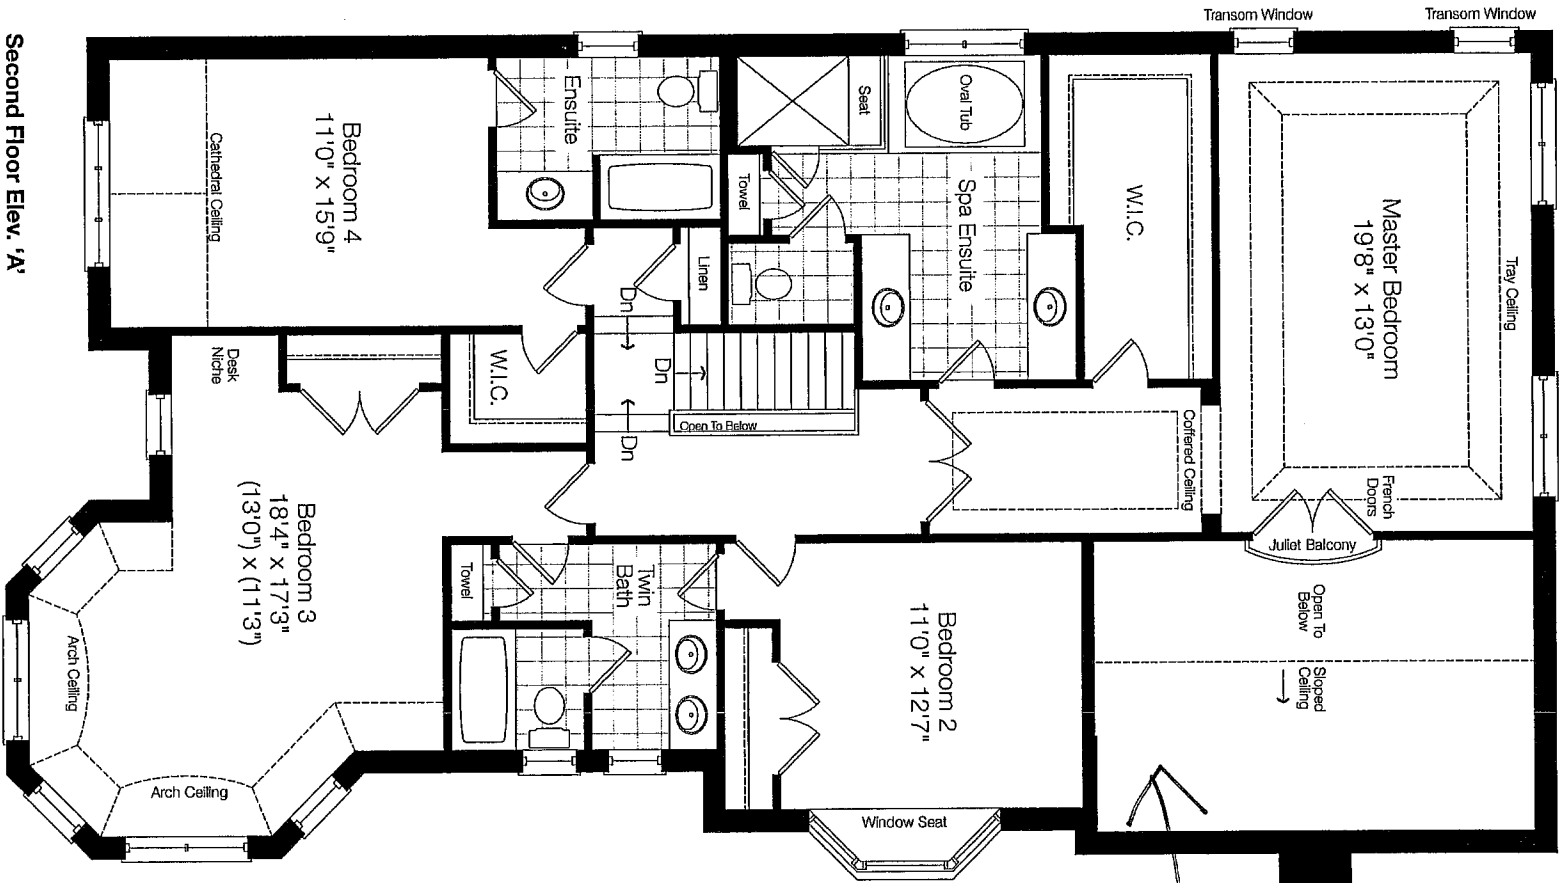 Transom Window
Transom Window
Second Floor Elev. 'A'
Bedroom 4
11'0" x 15'9"
Cathedral Ceiling
Ensuite
Seat
Oval Tub
Towel
Spa Ensuite
Linen
W.I.C.
Master Bedroom
19'8" x 13'0"
Tray Ceiling
French
Doors
Juliet Balcony
Coffered Ceiling
Dn
Dn
Dn
Open To Below
W.I.C.
Desk
Niche
Bedroom 3
18'4" x 17'3"
(13'0") x (11'3")
Arch Ceiling
Arch Ceiling
Towel
Twin
Bath
Bedroom 2
11'0" x 12'7"
Window Seat
Open To
Below
Sloped
Ceiling